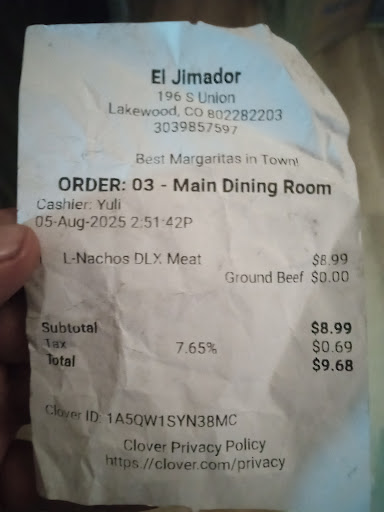 El Jimador
196 S Union
Lakewood, CO 802282203
3039857597
Best Margaritas in Town!
ORDER: 03 - Main Dining Room
Cashier: Yuli
05-Aug-2025 2:51:42P
L-Nachos DLX Meat $8.99
Ground Beef $0.00
Subtotal $8.99
Tax 7.65% $0.69
Total $9.68
Clover ID: 1A5QW1SYN38MC
Clover Privacy Policy
https://clover.com/privacy